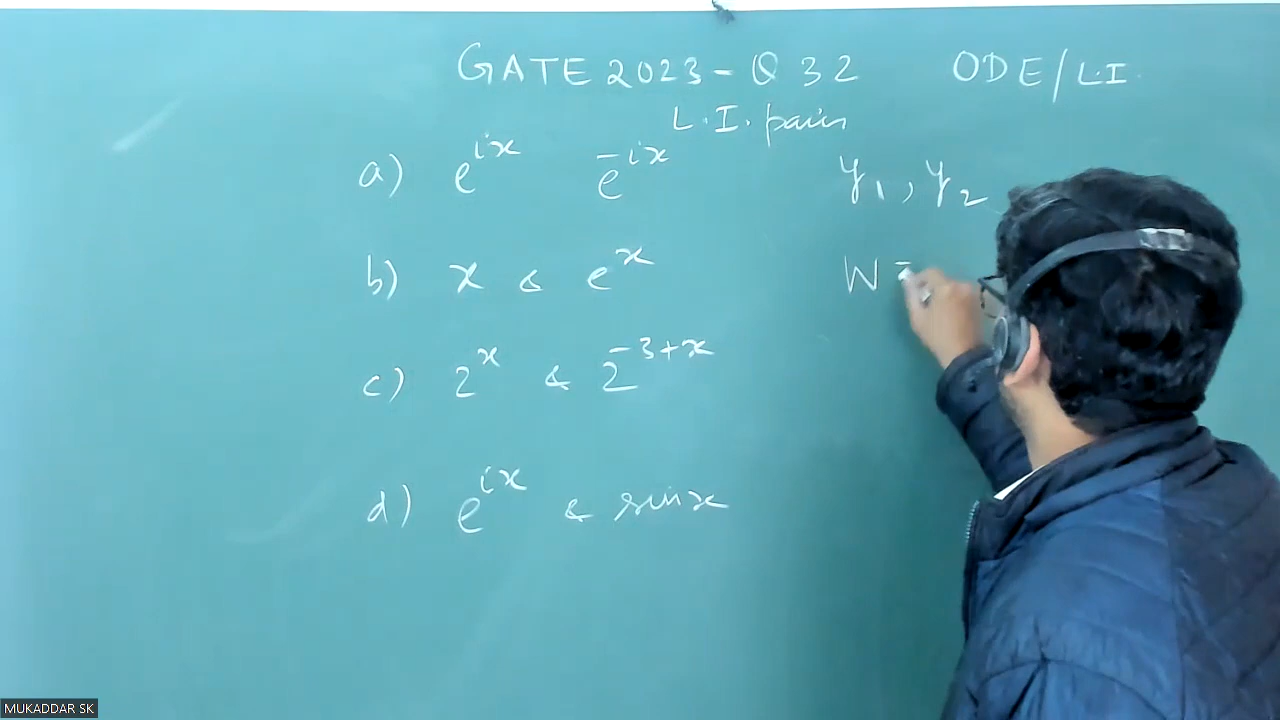 GATE 2023 - Q 32 ODE/L.I.
L.I. pair
a) e^{ix} e^{-ix} y₁, y₂
b) x & e^x W =
c) 2^x & 2^{-3+x}
d) e^{ix} & sin x
MUKADDAR SK